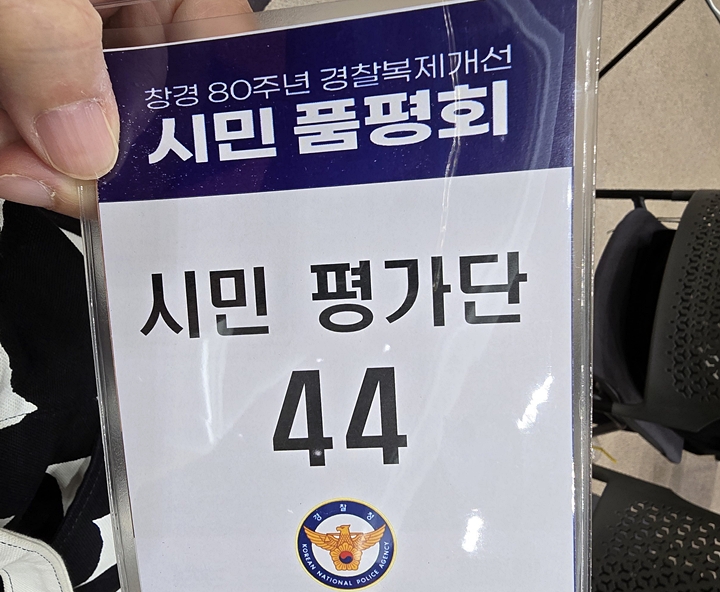 창경 80주년 경찰복제개선
시민 품평회
시민 평가단
44
경찰청
KOREAN NATIONAL POLICE AGENCY